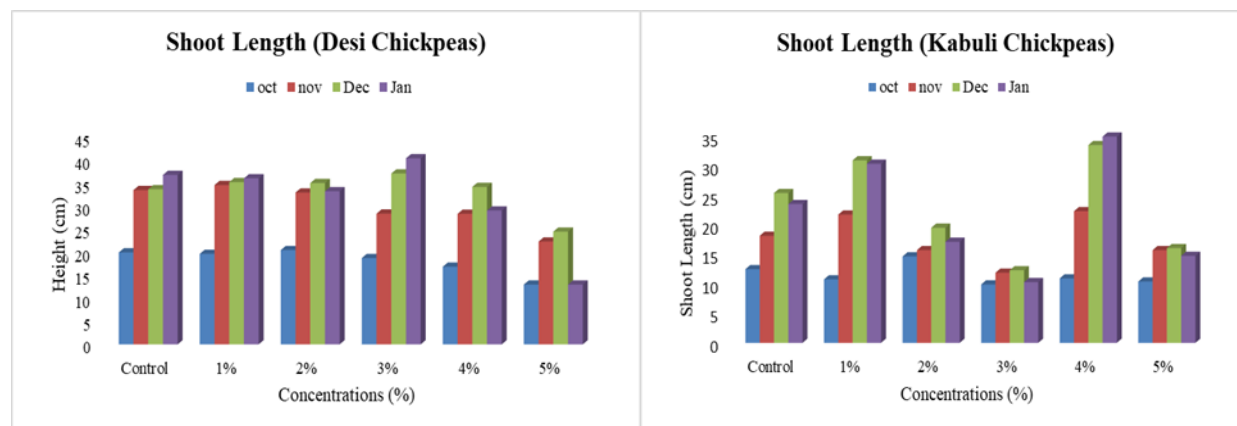 Shoot Length (Desi Chickpeas)
oct nov Dec Jan
45
40
35
30
25
20
15
10
5
0
Height (cm)
Control 1% 2% 3% 4% 5%
Concentrations (%)
Shoot Length (Kabuli Chickpeas)
oct nov Dec Jan
35
30
25
20
15
10
5
0
Shoot Length (cm)
Control 1% 2% 3% 4% 5%
Concentrations (%)